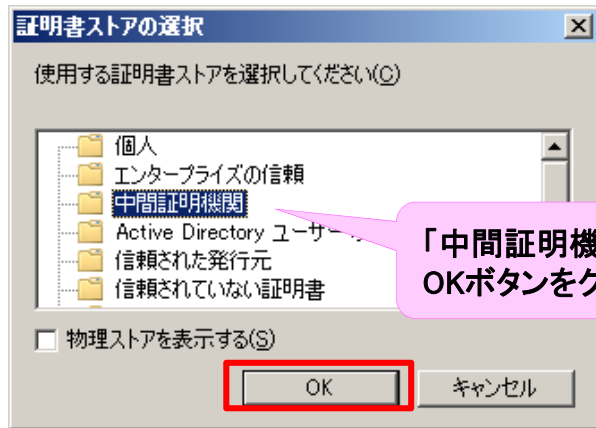 証明書ストアの選択
使用する証明書ストアを選択してください(C)
個人
エンタープライズの信頼
中間証明機関
Active Directory ユーザー
信頼された発行元
信頼されていない証明書
「中間証明機
OKボタンをク
物理ストアを表示する(S)
OK
キャンセル